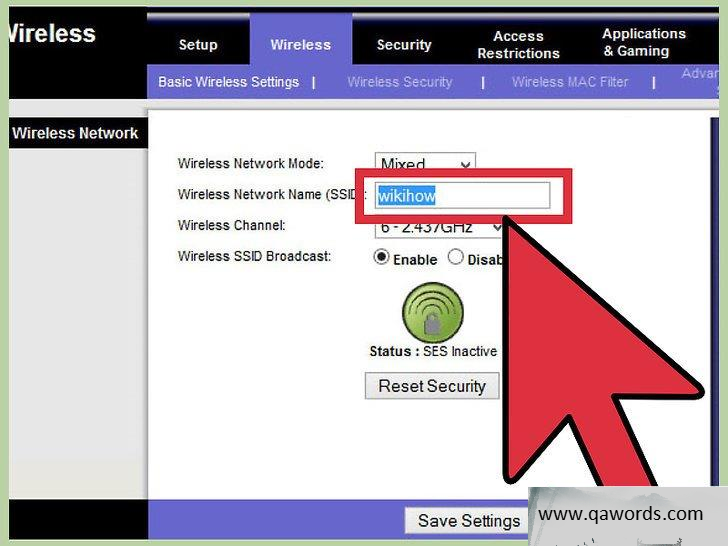 Wireless
Setup
Wireless
Security
Access
Restrictions
Applications
& Gaming
Basic Wireless Settings |
Wireless Security |
Wireless MAC Filter |
Wireless Network
Wireless Network Mode: Mixed
Wireless Network Name (SSID): wikihow
Wireless Channel: 6 - 2.437GHz
Wireless SSID Broadcast: Enable
Status : SES Inactive
Reset Security
Save Settings
www.qawords.com